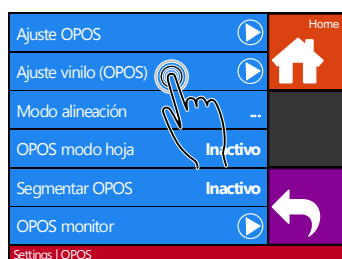 Ajuste OPOS
Home
Ajuste vinilo (OPOS)
Modo alineación ...
OPOS modo hoja Inactivo
Segmentar OPOS Inactivo
OPOS monitor
Settings | OPOS